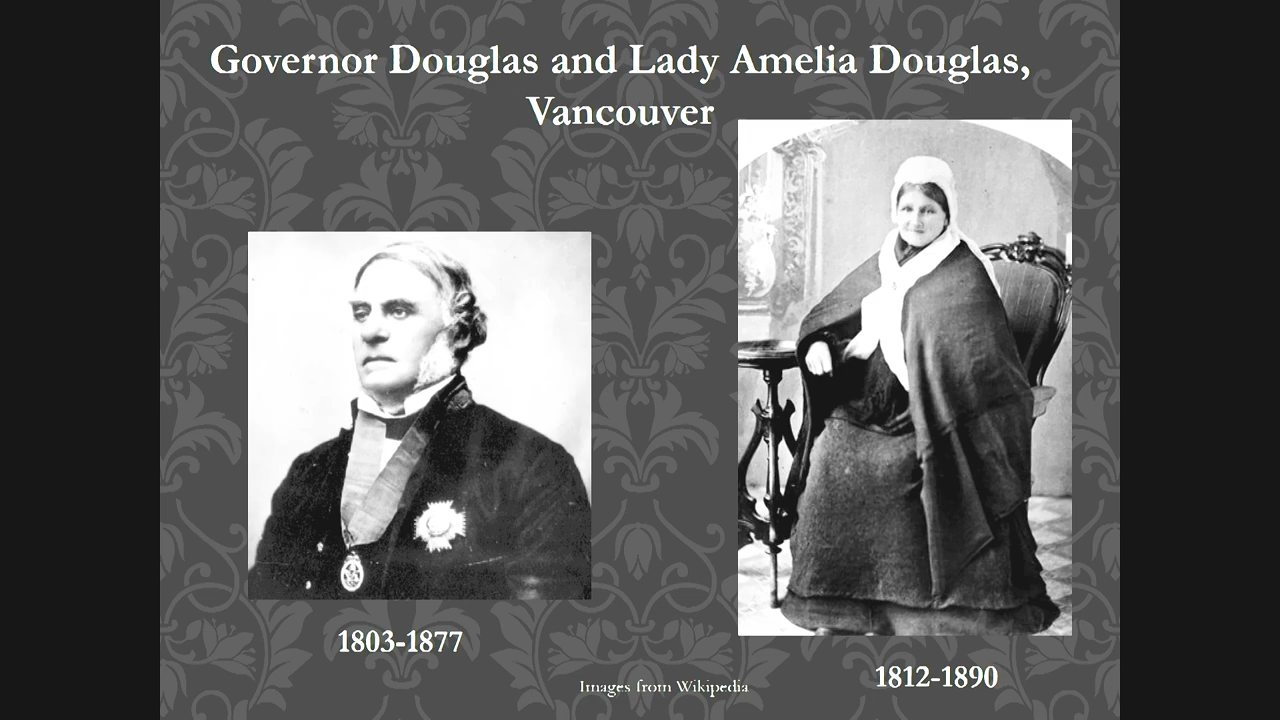 Governor Douglas and Lady Amelia Douglas,
Vancouver
1803-1877
1812-1890
Images from Wikipedia